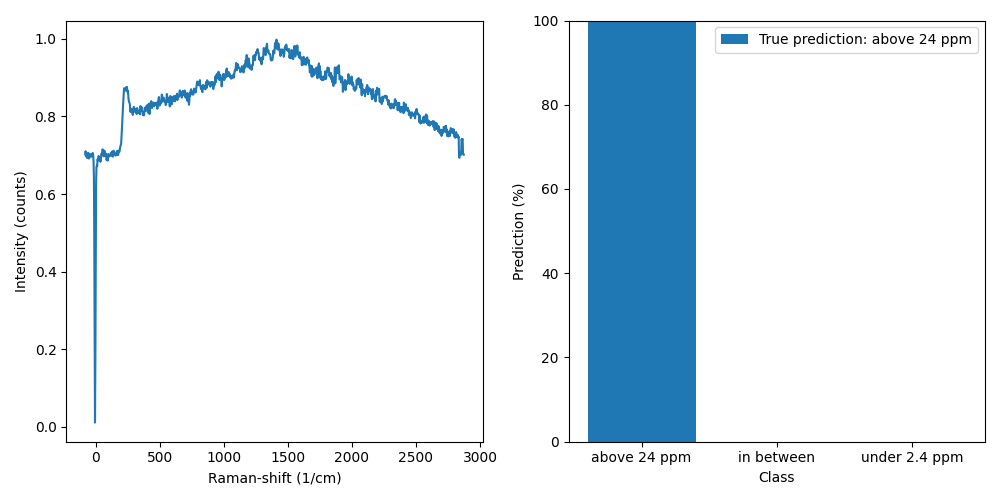 1.0
0.8
0.6
0.4
0.2
0.0
Intensity (counts)
0 500 1000 1500 2000 2500 3000
Raman-shift (1/cm)
100
80
60
40
20
0
Prediction (%)
True prediction: above 24 ppm
above 24 ppm in between under 2.4 ppm
Class